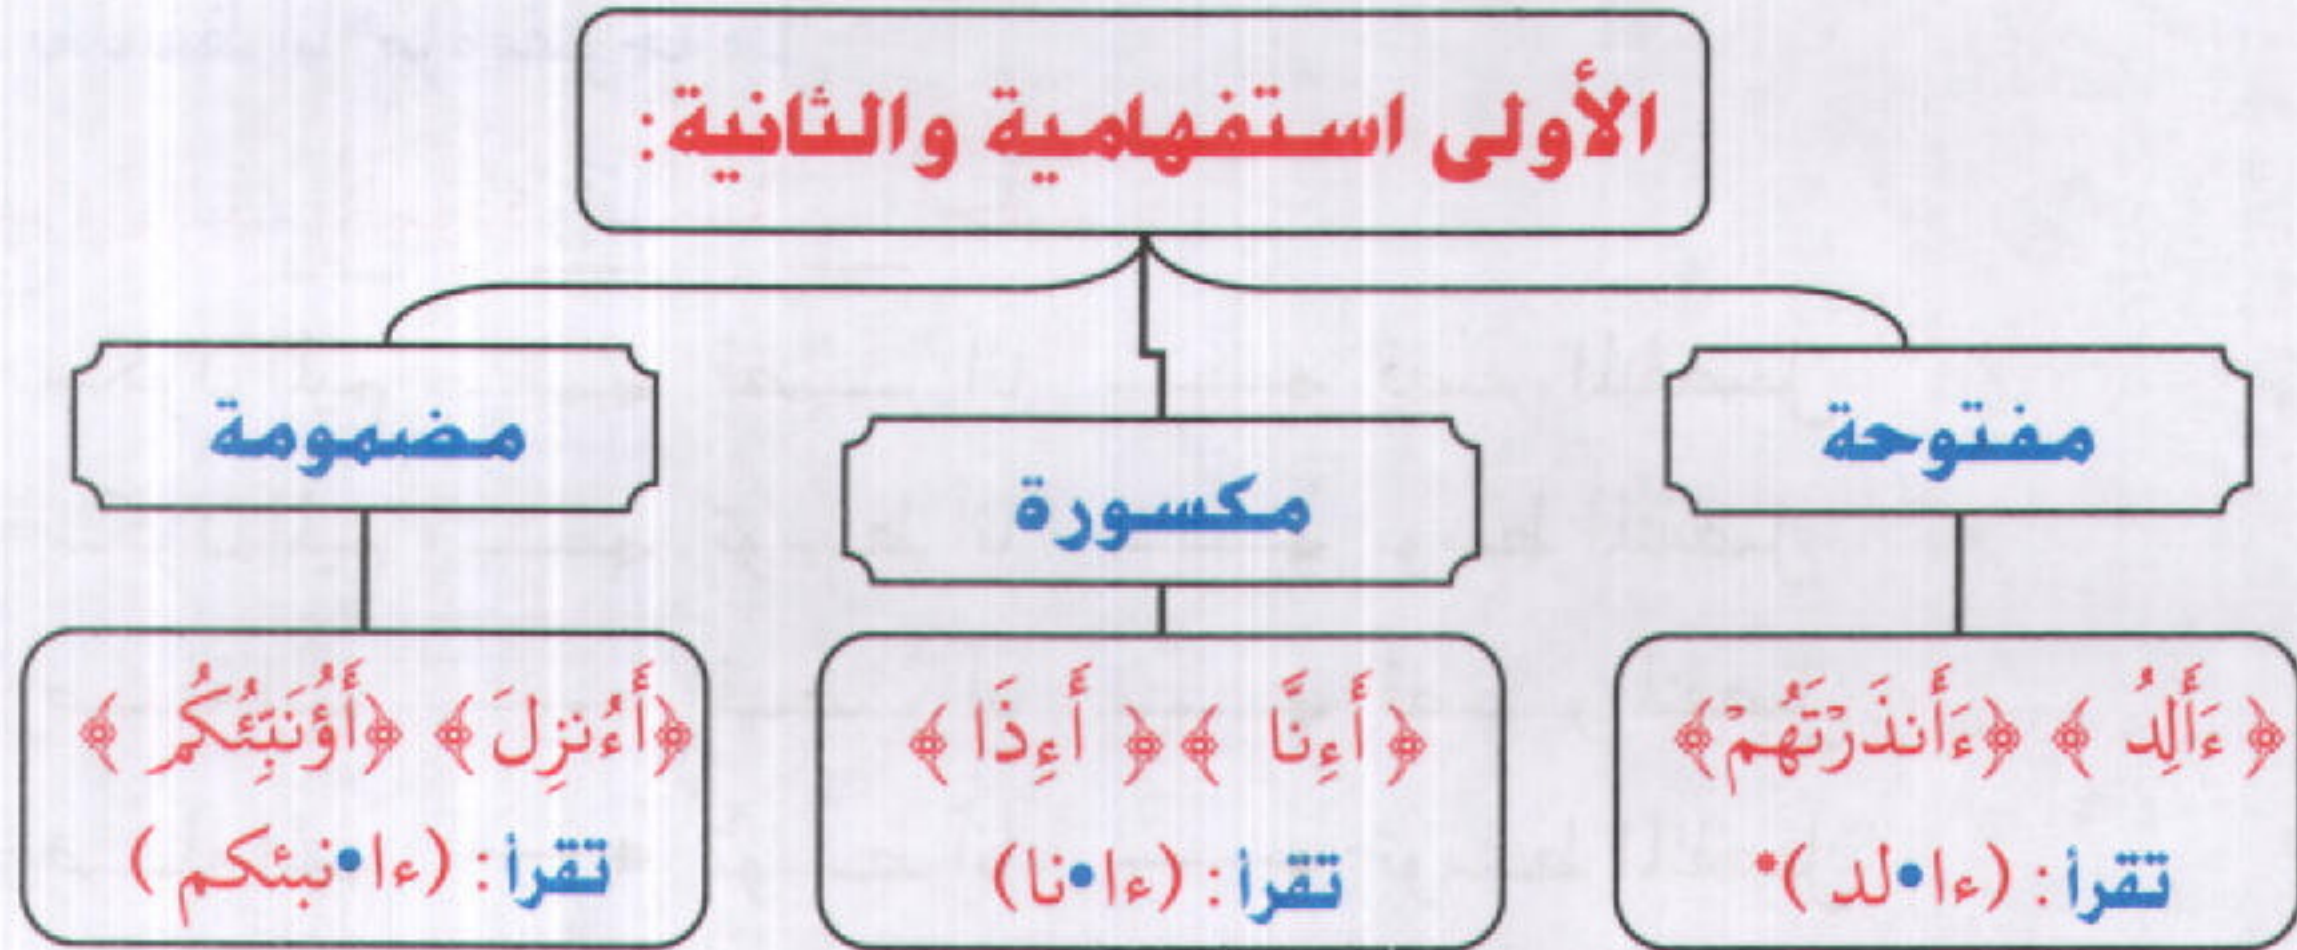 الأولى استفهامية والثانية:
مفتوحة
مكسورة
مضمومة
﴿ ءَأَلِدُ ﴾ ﴿ءَأَنذَرْتَهُمْ﴾
تقرأ: (ءا•لد)*
﴿ أَءِنَّا ﴾﴿ أَءِذَا ﴾
تقرأ: (ءا•نا)
﴿أَءُنزِلَ﴾ ﴿أَؤُنَبِّئُكُم﴾
تقرأ: (ءا•نبئكم)